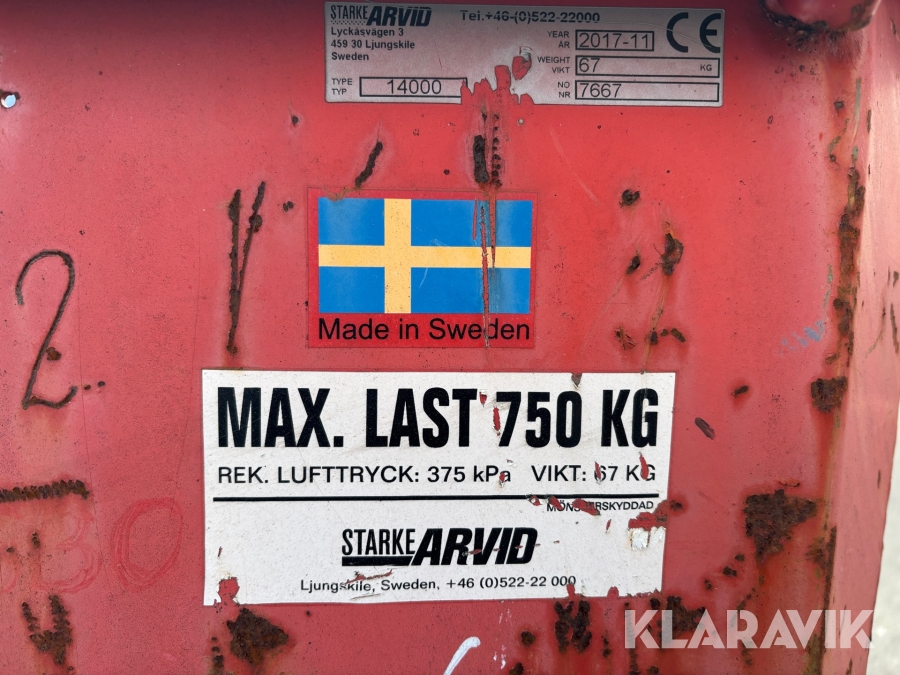 STARKE ARVID Tel.+46-(0)522-22000
Lyckåsvägen 3
459 30 Ljungskile
Sweden
YEAR
ÅR 2017-11 CE
WEIGHT
VIKT 67 KG
TYPE
TYP 14000
NO
NR 7667
2
Made in Sweden
MAX. LAST 750 KG
REK. LUFTTRYCK: 375 kPa VIKT: 67 KG
MÖNSTERSKYDDAD
STARKE ARVID
Ljungskile, Sweden, +46 (0)522-22 000
KLARAVIK